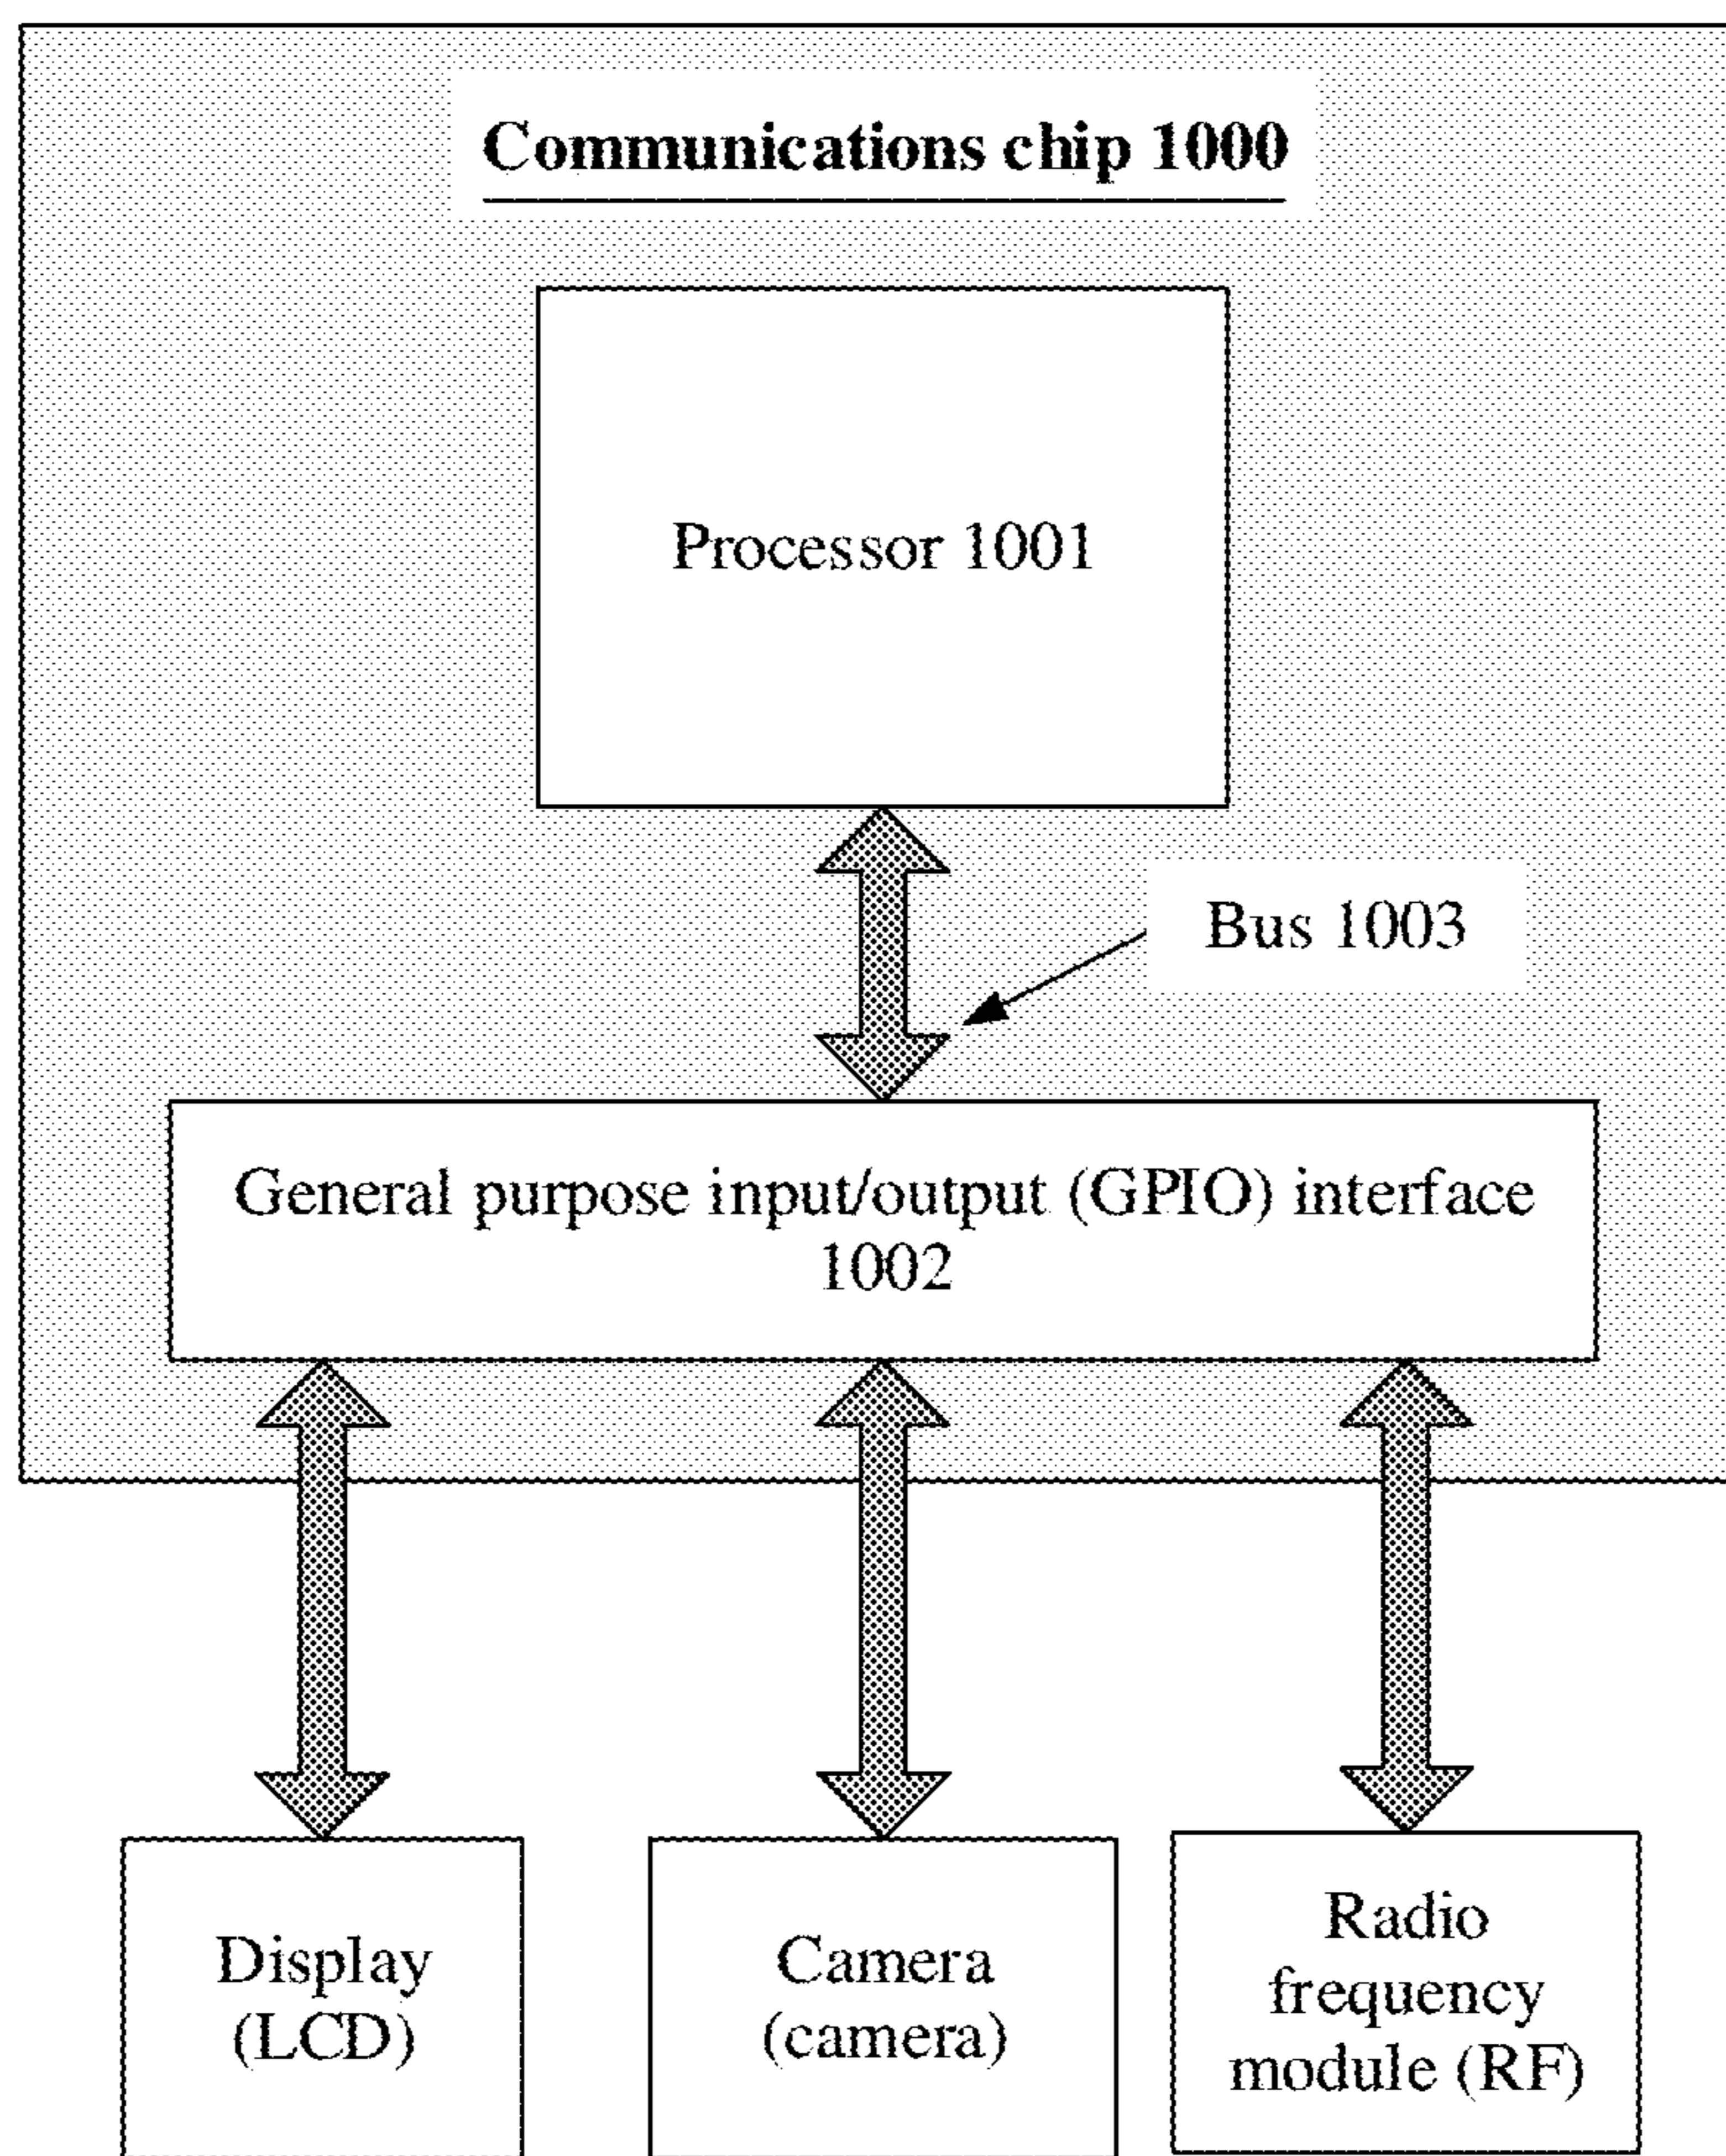 Communications chip 1000
Processor 1001
Bus 1003
General purpose input/output (GPIO) interface
1002
Display
(LCD)
Camera
(camera)
Radio
frequency
module (RF)